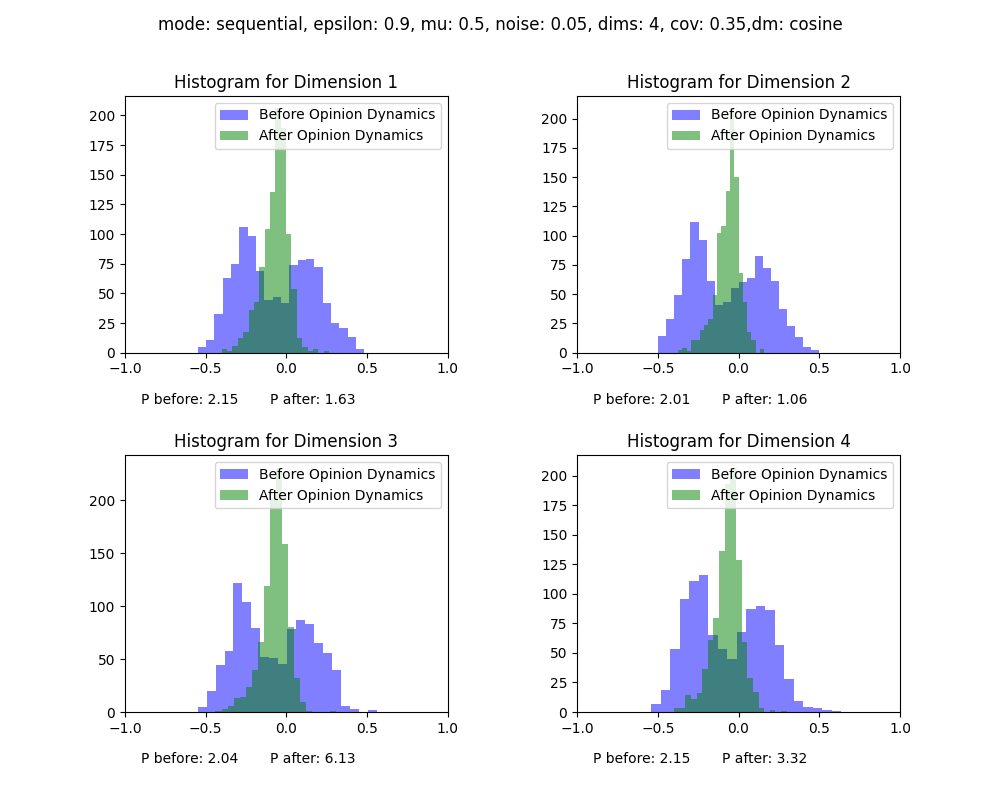 mode: sequential, epsilon: 0.9, mu: 0.5, noise: 0.05, dims: 4, cov: 0.35,dm: cosine
Histogram for Dimension 1
Before Opinion Dynamics
After Opinion Dynamics
200
175
150
125
100
75
50
25
0
−1.0 −0.5 0.0 0.5 1.0
P before: 2.15 P after: 1.63
Histogram for Dimension 2
Before Opinion Dynamics
After Opinion Dynamics
200
175
150
125
100
75
50
25
0
−1.0 −0.5 0.0 0.5 1.0
P before: 2.01 P after: 1.06
Histogram for Dimension 3
Before Opinion Dynamics
After Opinion Dynamics
200
150
100
50
0
−1.0 −0.5 0.0 0.5 1.0
P before: 2.04 P after: 6.13
Histogram for Dimension 4
Before Opinion Dynamics
After Opinion Dynamics
200
175
150
125
100
75
50
25
0
−1.0 −0.5 0.0 0.5 1.0
P before: 2.15 P after: 3.32